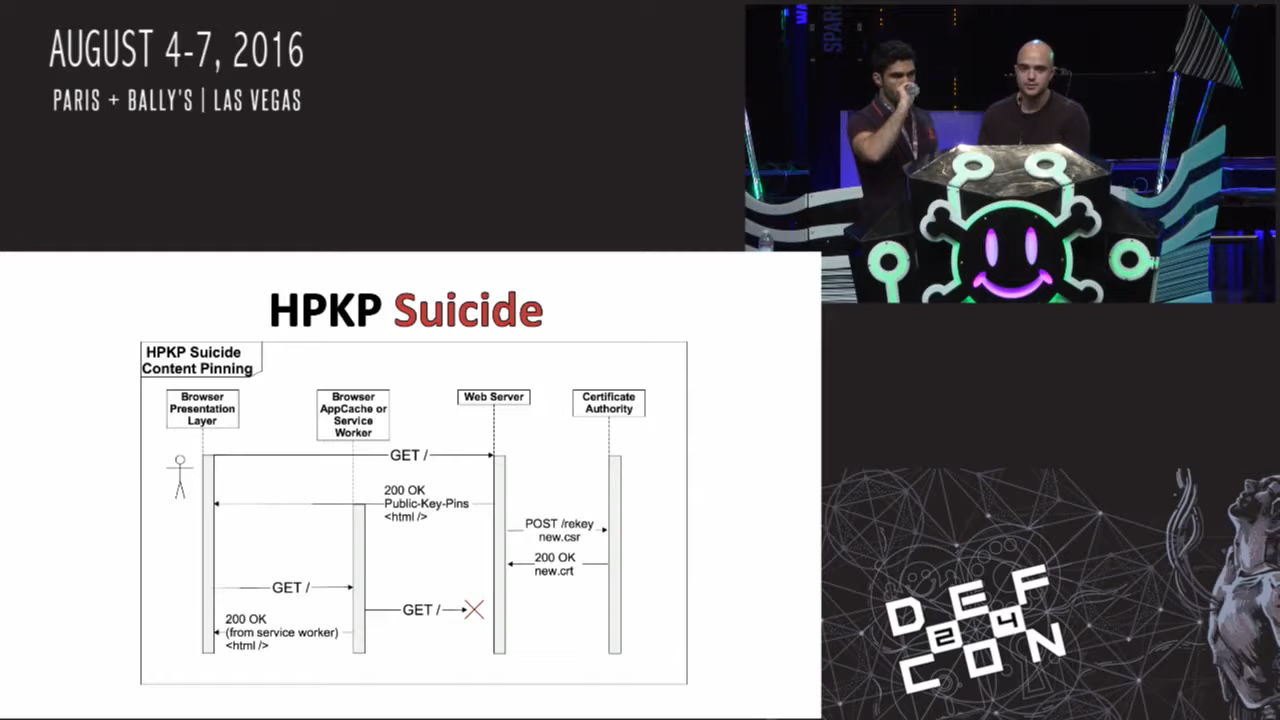 AUGUST 4-7, 2016
PARIS + BALLY'S | LAS VEGAS
HPKP Suicide
HPKP Suicide
Content Pinning
Browser
Presentation
Layer
Browser
AppCache or
Service
Worker
Web Server
Certificate
Authority
GET /
200 OK
Public-Key-Pins
<html />
POST /rekey
new.csr
200 OK
new.crt
GET /
GET /
200 OK
(from service worker)
<html />
DEF
24
CON